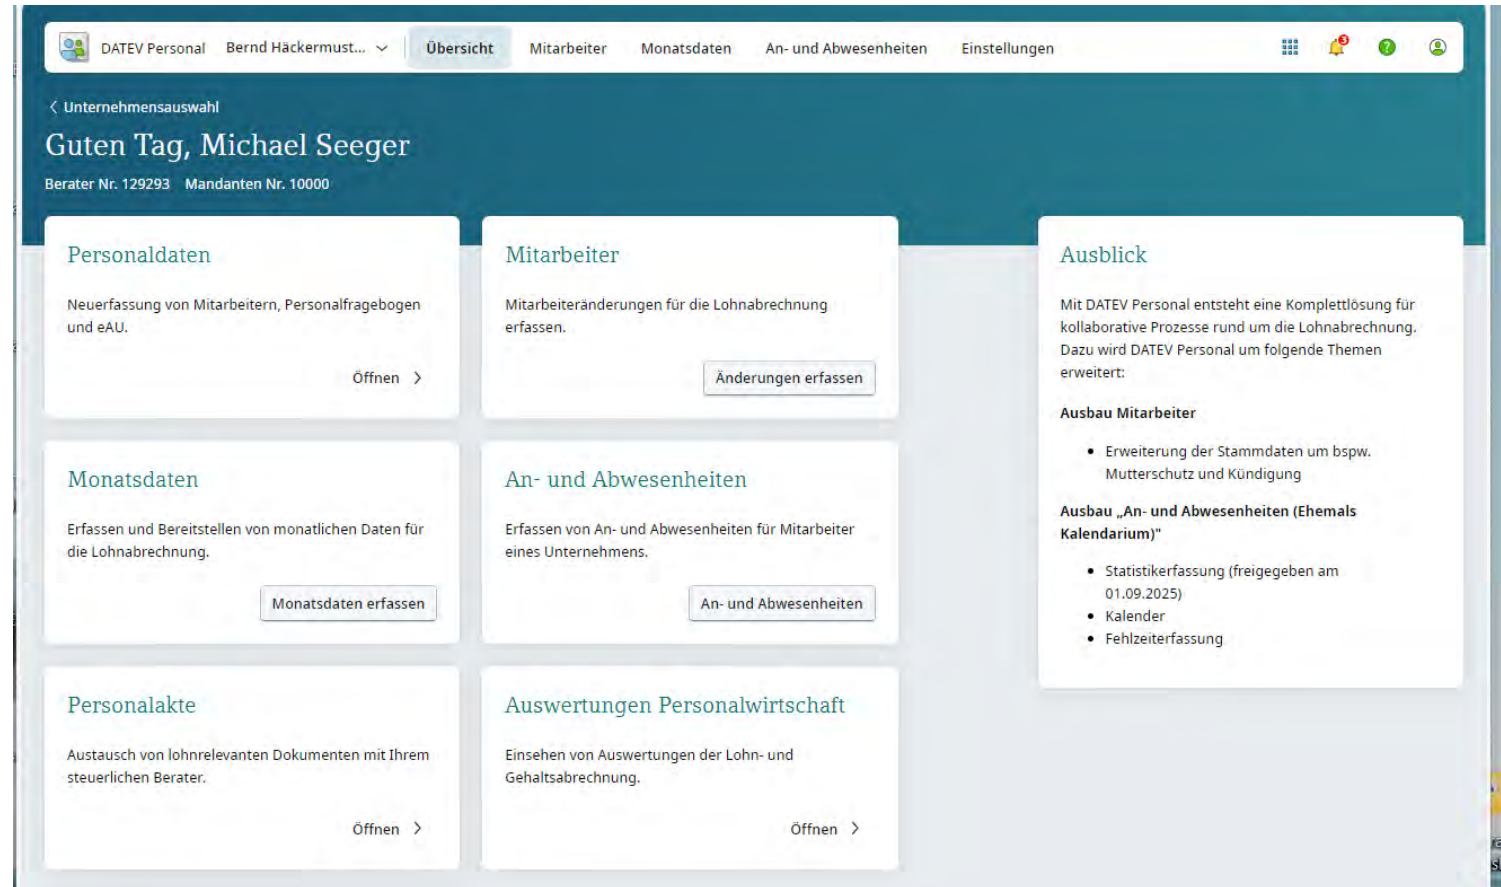 DATEV Personal Bernd Häckermust... Übersicht Mitarbeiter Monatsdaten An- und Abwesenheiten Einstellungen 3 ?
Unternehmensauswahl
Guten Tag, Michael Seeger
Berater Nr. 129293 Mandanten Nr. 10000
Personaldaten
Neuerfassung von Mitarbeitern, Personalfragebogen
und eAU.
Öffnen
Mitarbeiter
Mitarbeiteränderungen für die Lohnabrechnung
erfassen.
Änderungen erfassen
Monatsdaten
Erfassen und Bereitstellen von monatlichen Daten für
die Lohnabrechnung.
Monatsdaten erfassen
An- und Abwesenheiten
Erfassen von An- und Abwesenheiten für Mitarbeiter
eines Unternehmens.
An- und Abwesenheiten
Personalakte
Austausch von lohnrelevanten Dokumenten mit Ihrem
steuerlichen Berater.
Öffnen
Auswertungen Personalwirtschaft
Einsehen von Auswertungen der Lohn- und
Gehaltsabrechnung.
Öffnen
Ausblick
Mit DATEV Personal entsteht eine Komplettlösung für
kollaborative Prozesse rund um die Lohnabrechnung.
Dazu wird DATEV Personal um folgende Themen
erweitert:
Ausbau Mitarbeiter
• Erweiterung der Stammdaten um bspw.
Mutterschutz und Kündigung
Ausbau „An- und Abwesenheiten (Ehemals
Kalendarium)"
• Statistikerfassung (freigegeben am
01.09.2025)
• Kalender
• Fehlzeiterfassung